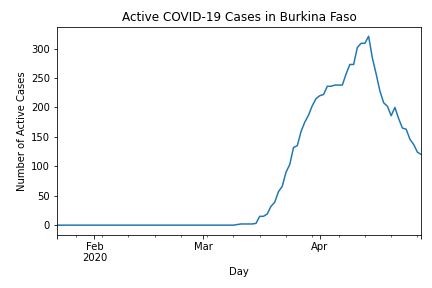 Active COVID-19 Cases in Burkina Faso
Number of Active Cases
300
250
200
150
100
50
0
Feb Mar Apr
2020
Day